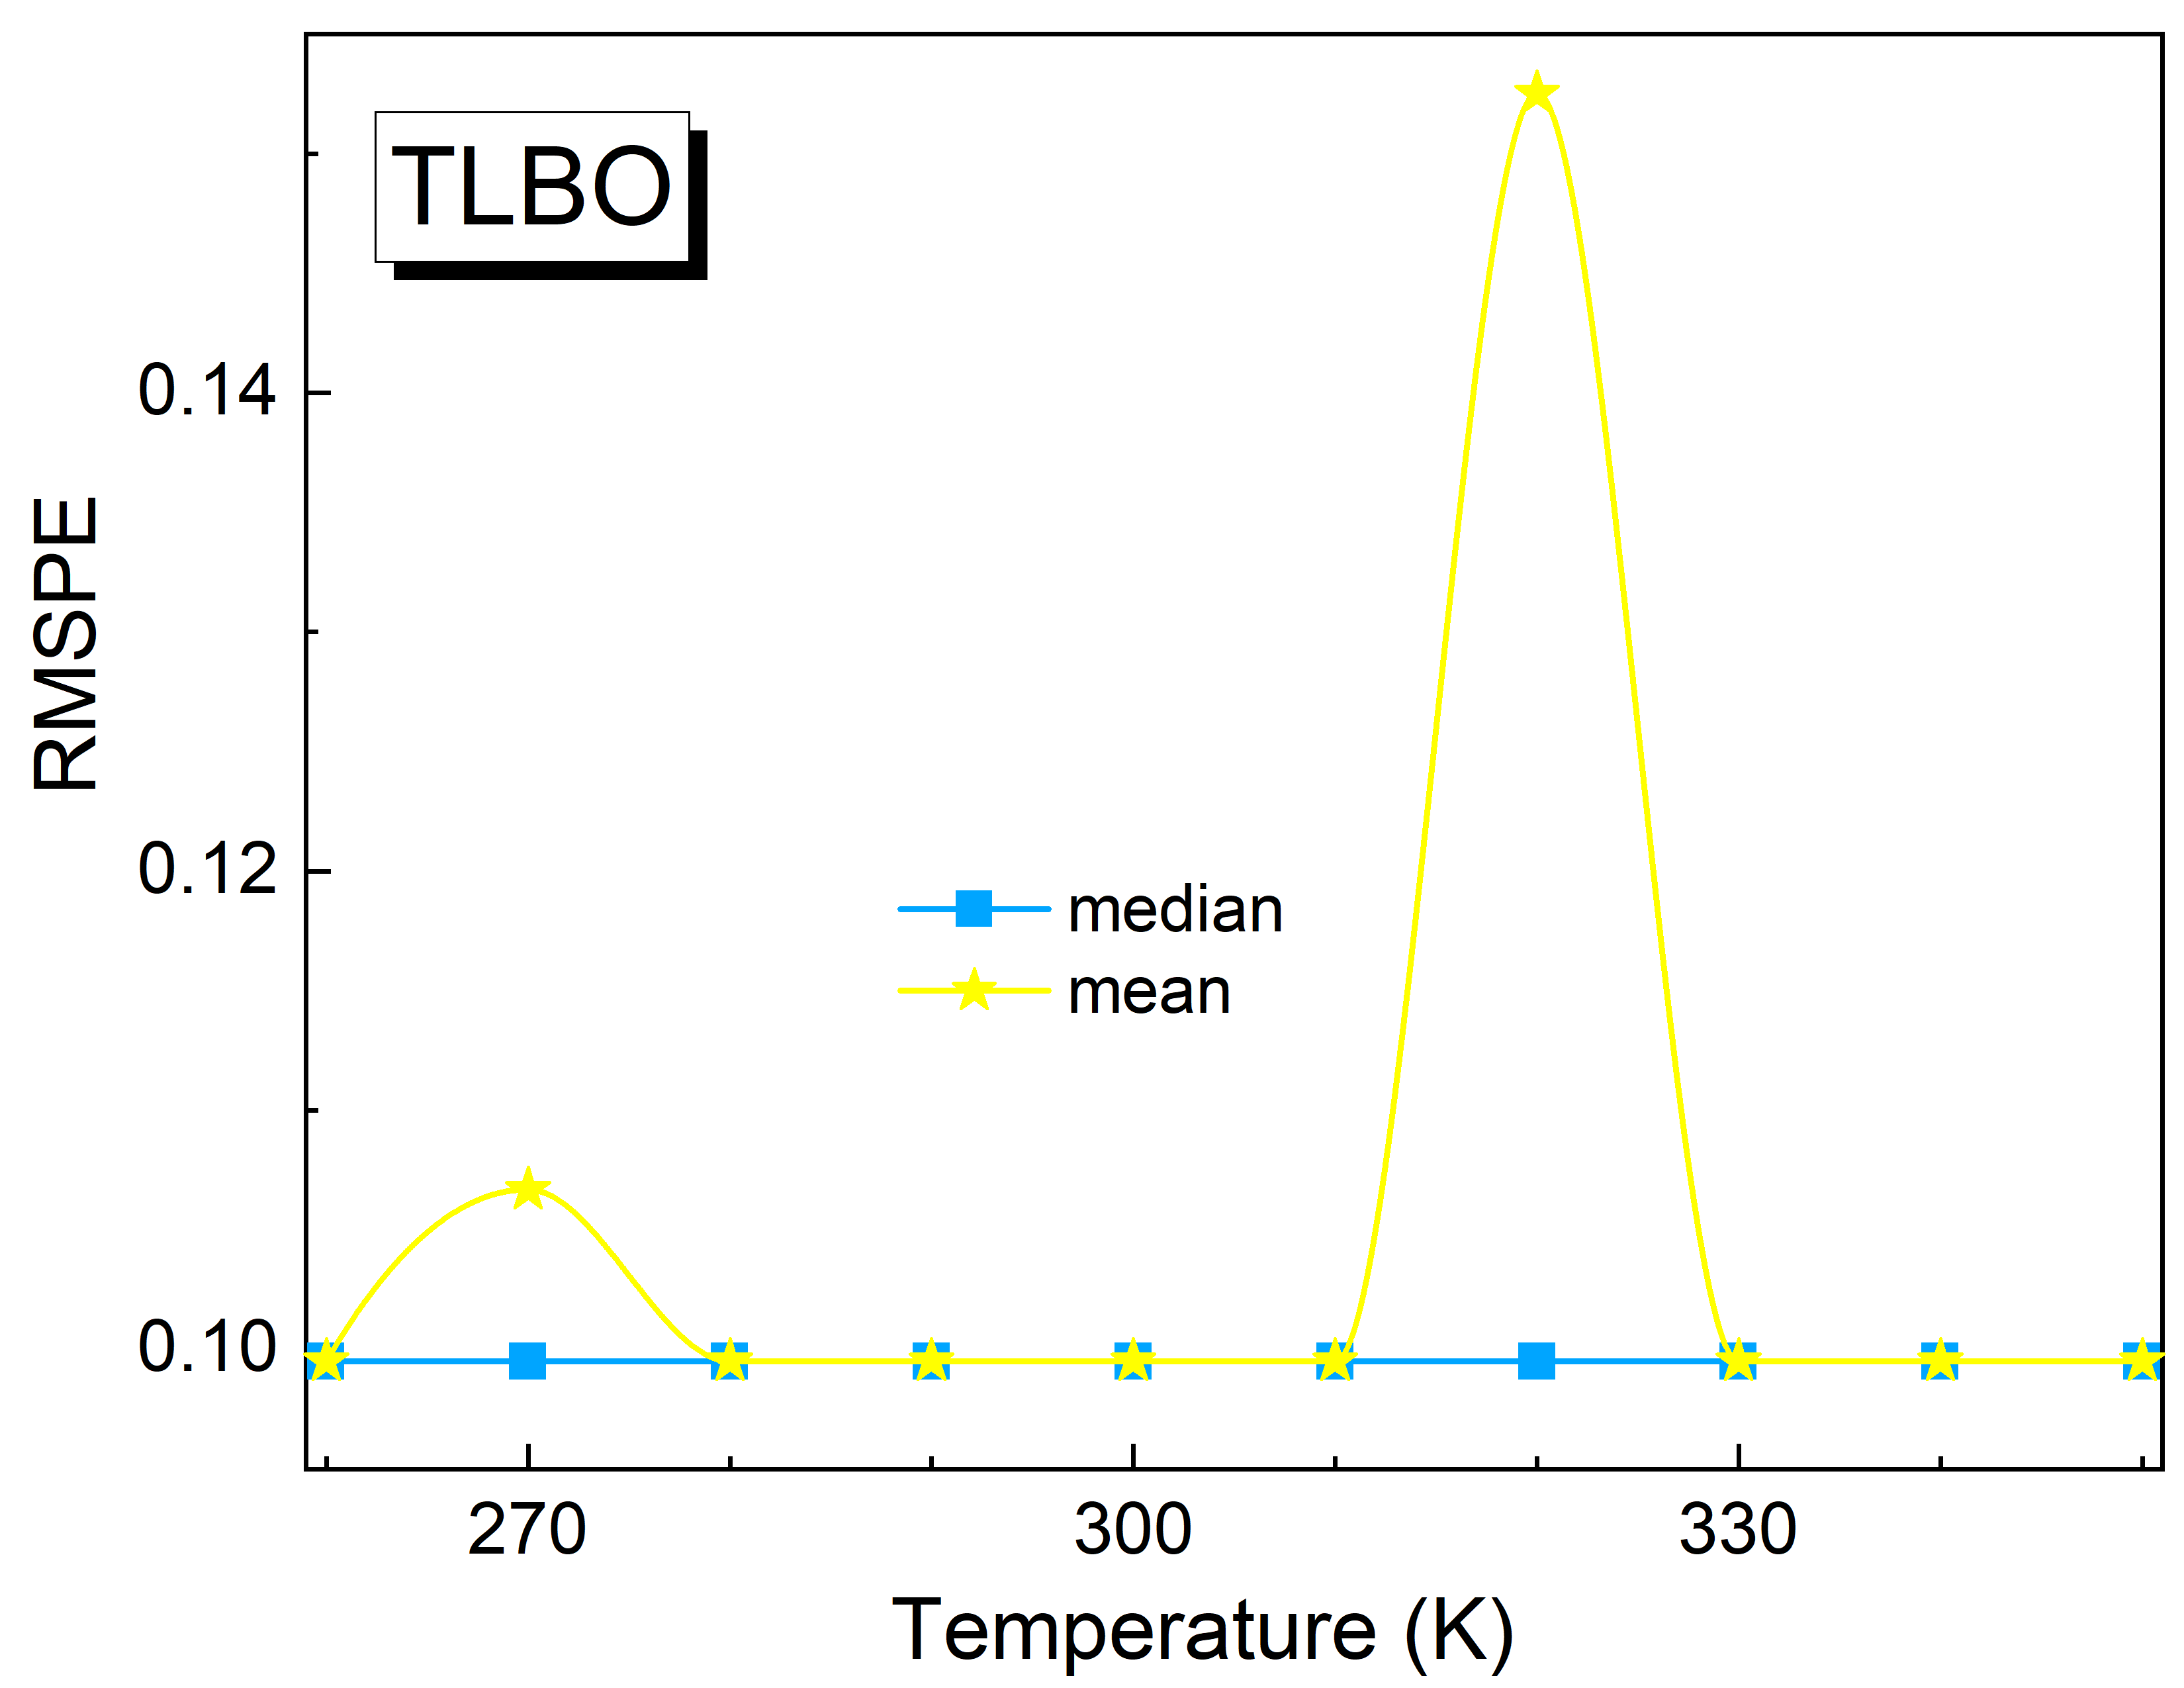 TLBO
0.14
0.12
0.10
RMSPE
median
mean
270
300
330
Temperature (K)